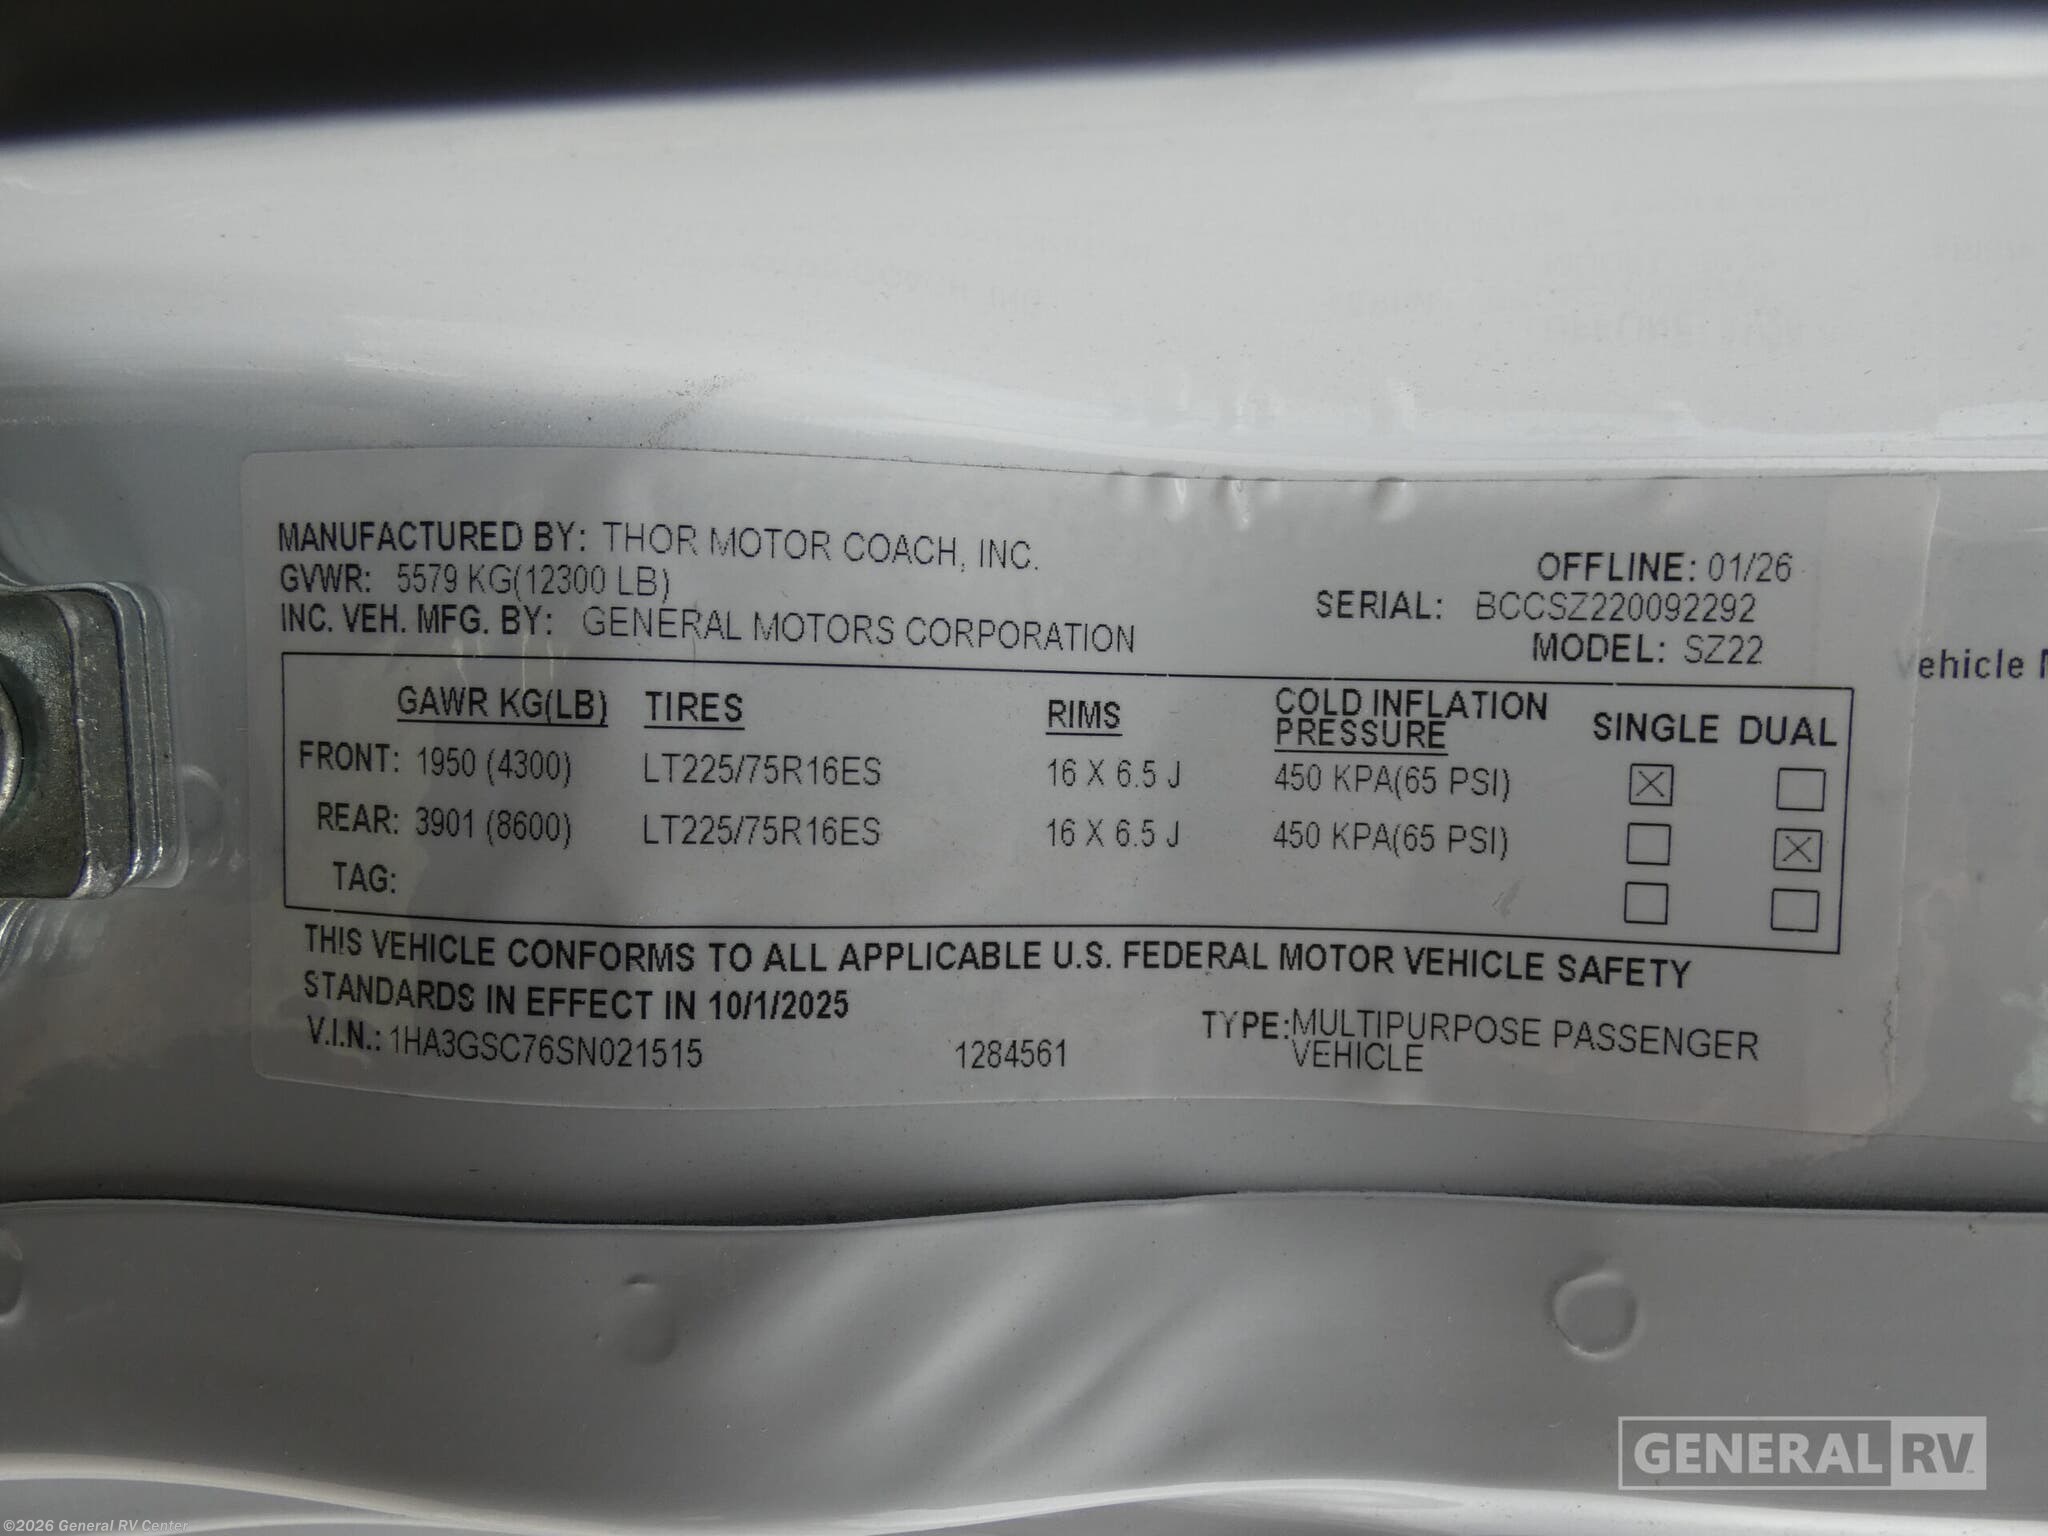 MANUFACTURED BY: THOR MOTOR COACH, INC.
OFFLINE: 01/26
GVWR: 5579 KG(12300 LB)
SERIAL: BCCSZ220092292
INC. VEH. MFG. BY: GENERAL MOTORS CORPORATION
MODEL: SZ22
Vehicle
GAWR KG(LB) TIRES RIMS COLD INFLATION PRESSURE SINGLE DUAL
FRONT: 1950 (4300) LT225/75R16ES 16 X 6.5 J 450 KPA(65 PSI)
REAR: 3901 (8600) LT225/75R16ES 16 X 6.5 J 450 KPA(65 PSI)
TAG:
THIS VEHICLE CONFORMS TO ALL APPLICABLE U.S. FEDERAL MOTOR VEHICLE SAFETY
STANDARDS IN EFFECT IN 10/1/2025
V.I.N.: 1HA3GSC76SN021515 1284561 TYPE: MULTIPURPOSE PASSENGER
VEHICLE
GENERAL RV
©2026 General RV Center